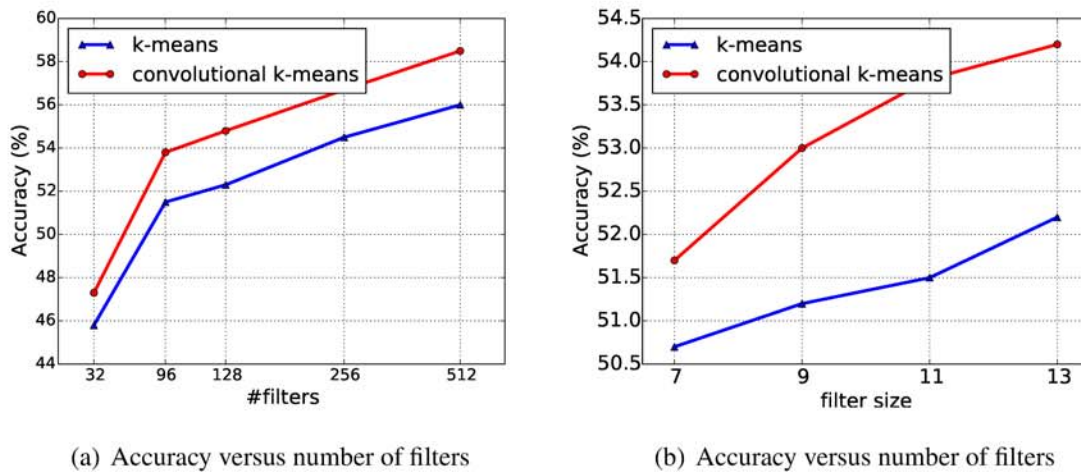 60
58
56
54
52
50
48
46
44
Accuracy (%)
k-means
convolutional k-means
32 96 128 256 512
#filters
(a) Accuracy versus number of filters
54.5
54.0
53.5
53.0
52.5
52.0
51.5
51.0
50.5
Accuracy (%)
k-means
convolutional k-means
7 9 11 13
filter size
(b) Accuracy versus number of filters